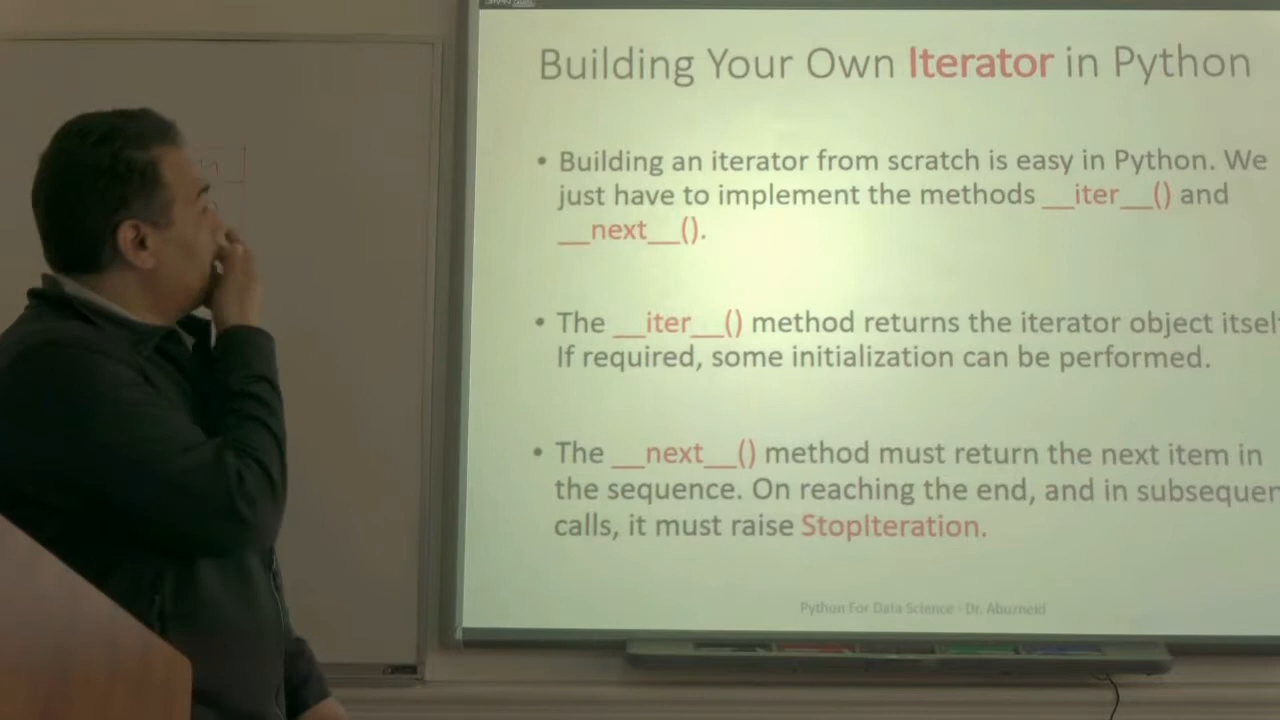 Building Your Own Iterator in Python
• Building an iterator from scratch is easy in Python. We
just have to implement the methods __iter__() and
__next__().
• The __iter__() method returns the iterator object itsel
If required, some initialization can be performed.
• The __next__() method must return the next item in
the sequence. On reaching the end, and in subsequen
calls, it must raise StopIteration.
Python For Data Science - Dr. Aburneid